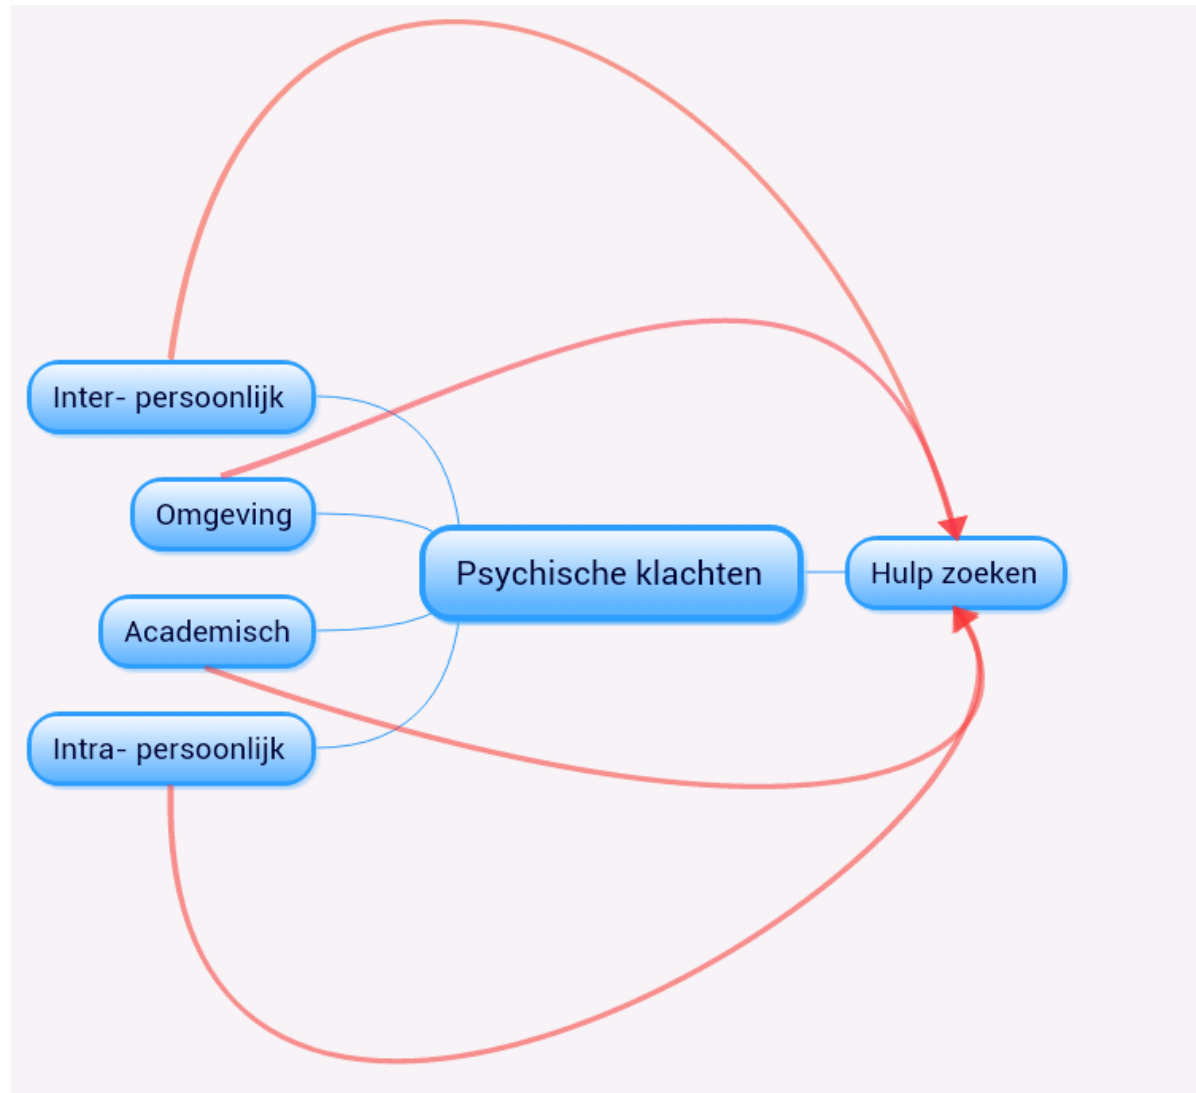 Inter- persoonlijk
Omgeving
Psychische klachten
Hulp zoeken
Academisch
Intra- persoonlijk